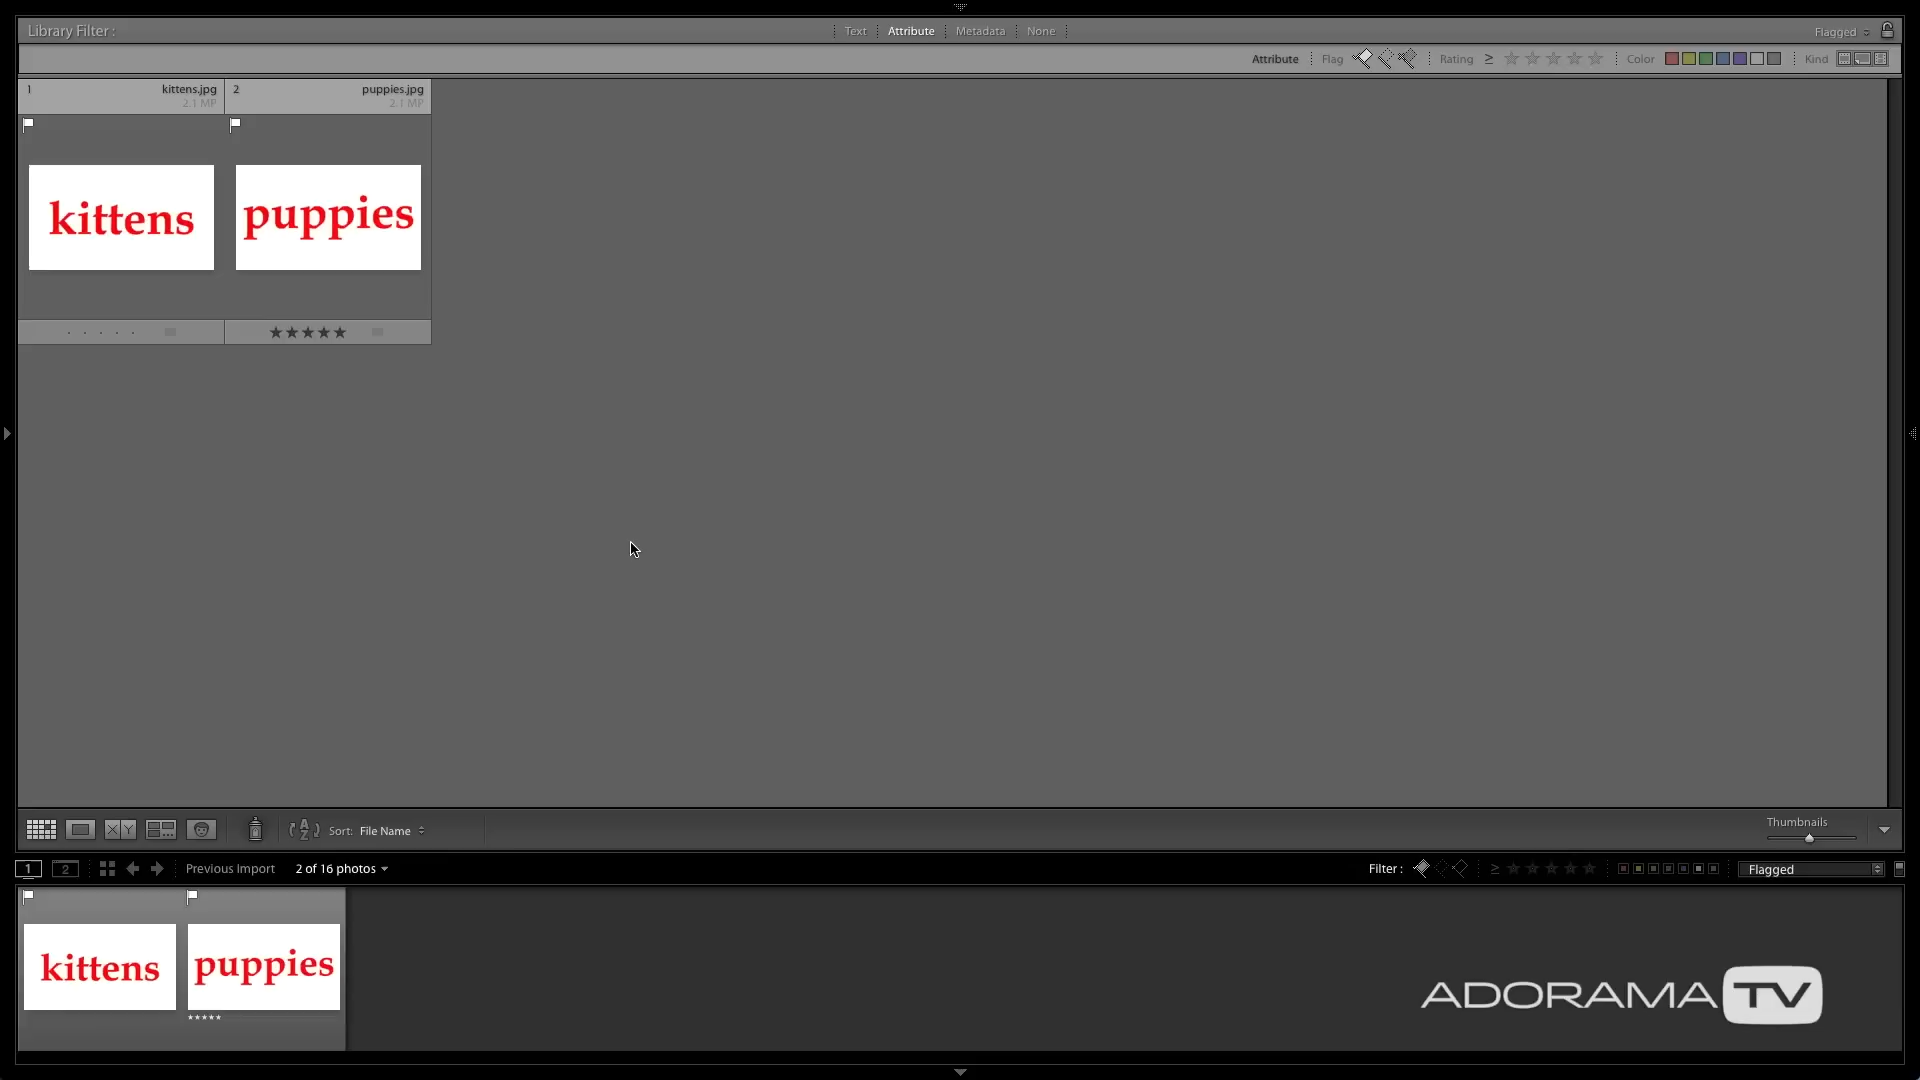 Library Filter :
Text Attribute Metadata None
Flagged
Attribute Flag Rating ≥ Color Kind
1 kittens.jpg
2.1 MP
2 puppies.jpg
2.1 MP
kittens
puppies
★★★★★
XY
Sort: File Name
Thumbnails
1 2 Previous Import 2 of 16 photos
Filter : ≥ Flagged
kittens
puppies
★★★★★
ADORAMA TV